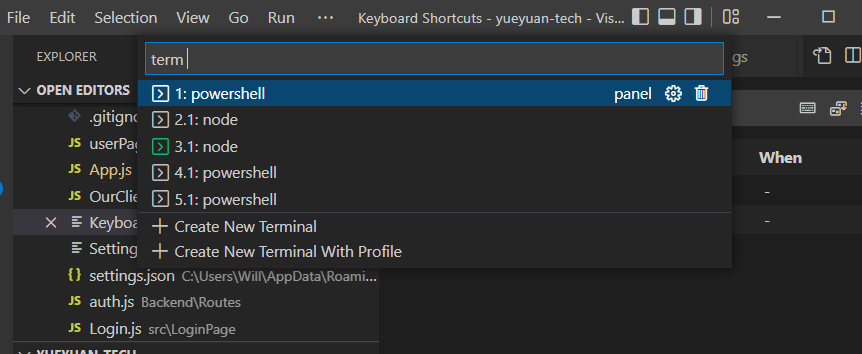 File Edit Selection View Go Run ··· Keyboard Shortcuts - yueyuan-tech - Vis...
EXPLORER
term
gs
OPEN EDITORS
1: powershell panel
.gitigno
2.1: node
JS userPa
3.1: node
When
JS App.js
4.1: powershell
-
JS OurClie
5.1: powershell
Keyboa
Create New Terminal
-
Setting
Create New Terminal With Profile
{} settings.json C:\Users\Will\AppData\Roami...
JS auth.js Backend\Routes
JS Login.js src\LoginPage
YUEYUAN-TECH